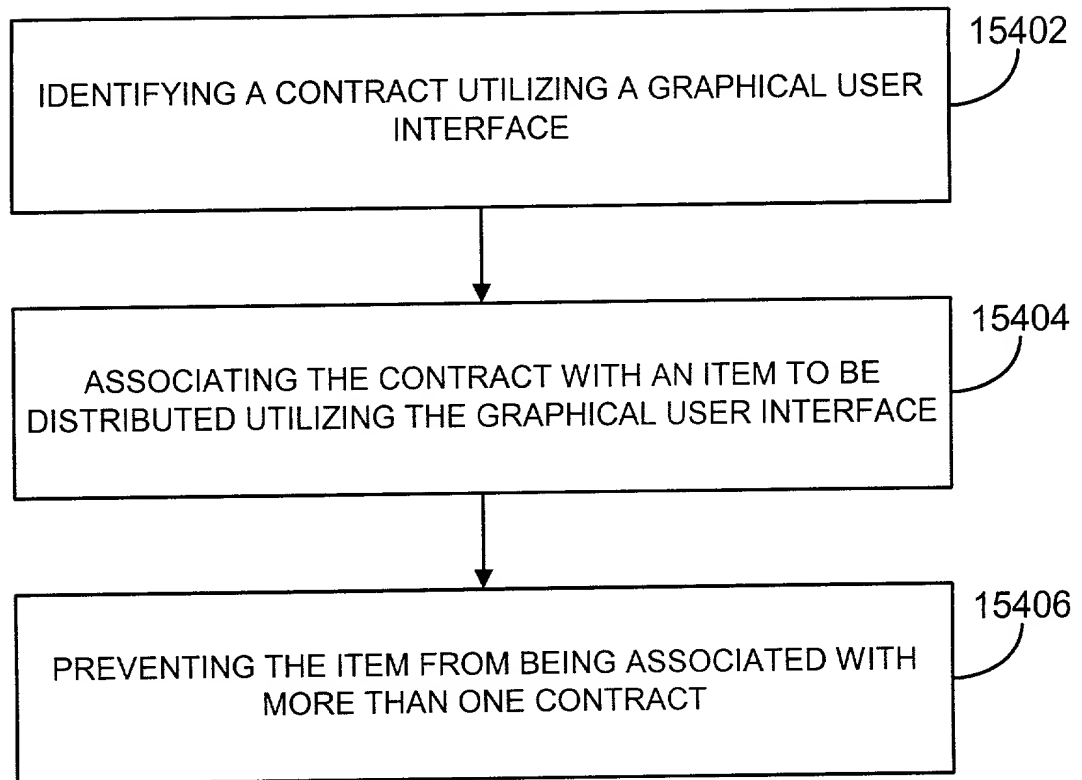 15402
IDENTIFYING A CONTRACT UTILIZING A GRAPHICAL USER
INTERFACE
15404
ASSOCIATING THE CONTRACT WITH AN ITEM TO BE
DISTRIBUTED UTILIZING THE GRAPHICAL USER INTERFACE
15406
PREVENTING THE ITEM FROM BEING ASSOCIATED WITH
MORE THAN ONE CONTRACT